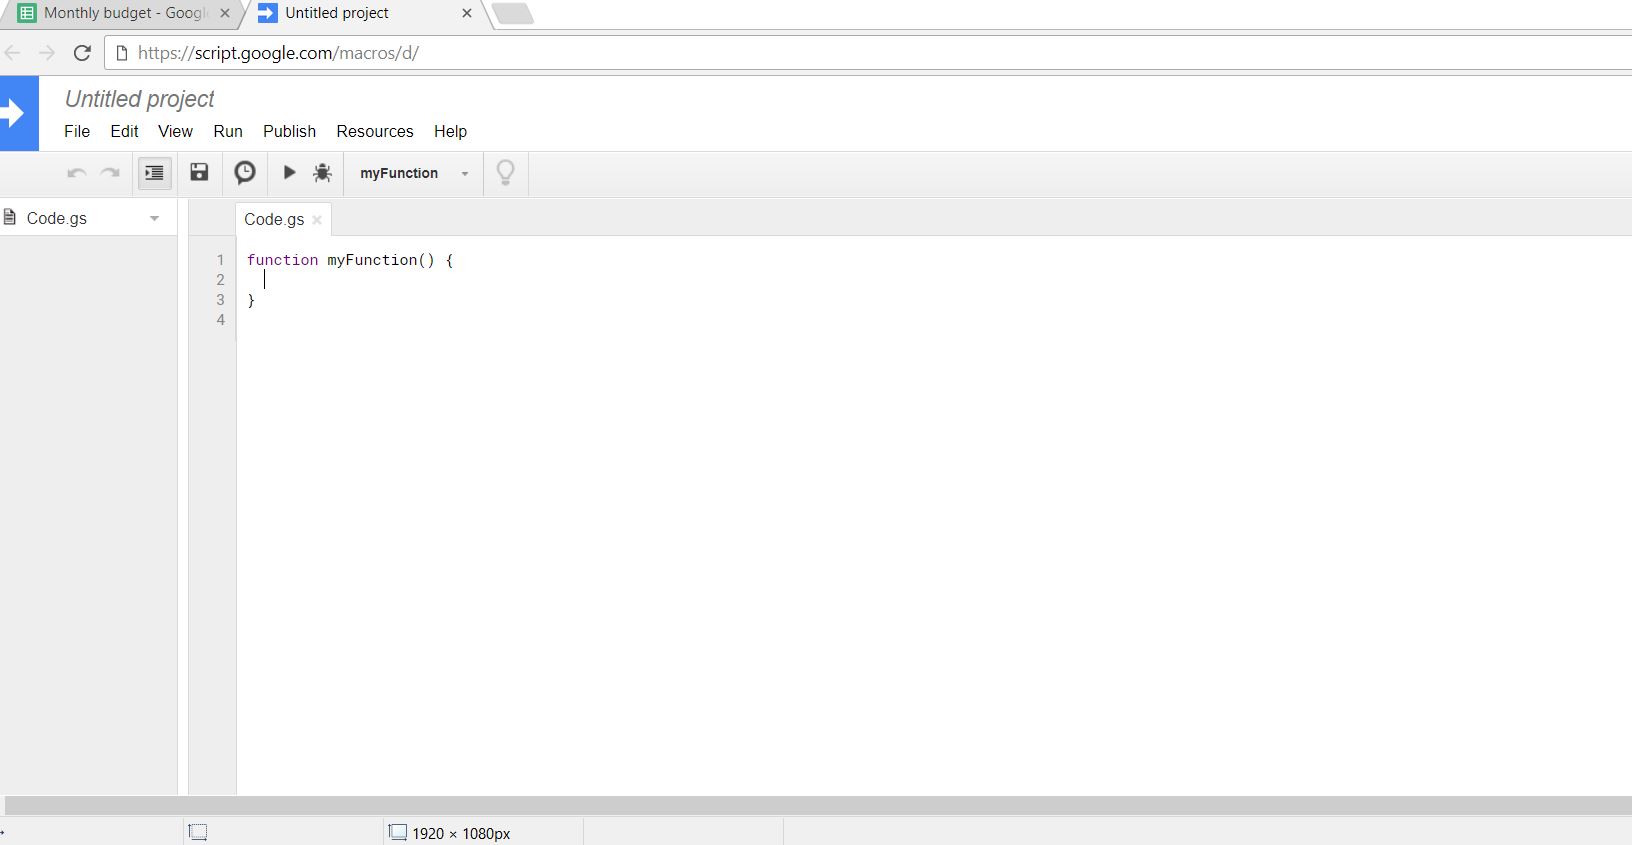 Monthly budget - Googl
Untitled project
https://script.google.com/macros/d/
Untitled project
File Edit View Run Publish Resources Help
myFunction
Code.gs
Code.gs
1 function myFunction() {
2
3 }
4
1920 × 1080px